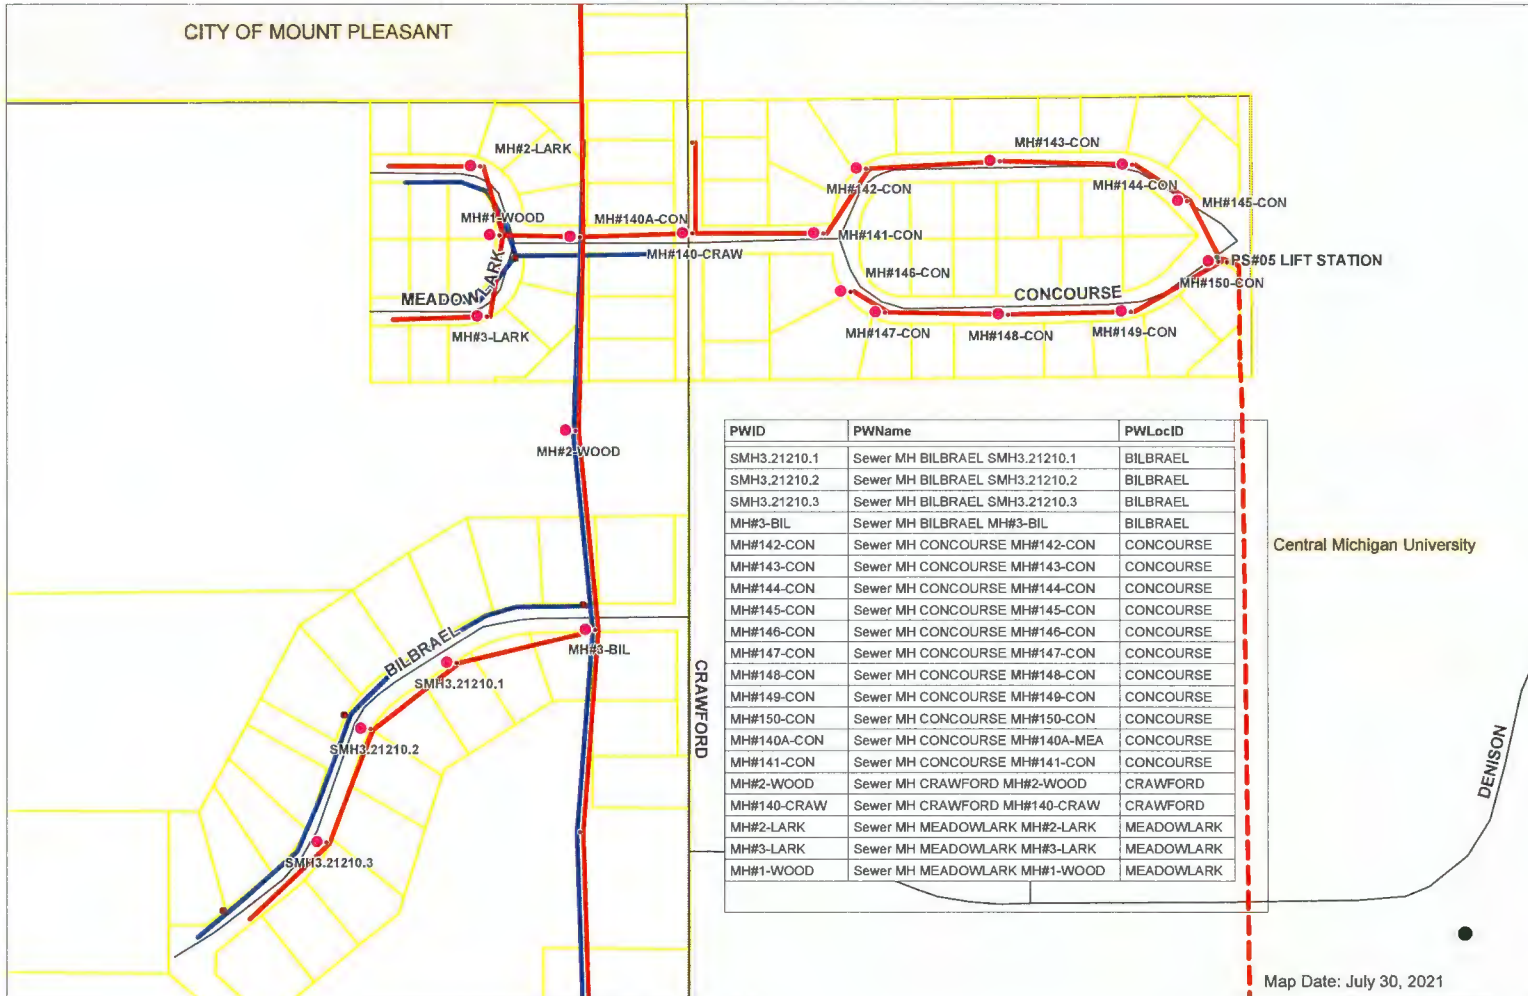 CITY OF MOUNT PLEASANT
MH#2-LARK
MH#143-CON
MH#142-CON
MH#144-CON
MH#145-CON
MH#1-WOOD
MH#140A-CON
MH#141-CON
MH#140-CRAW
PS#05 LIFT STATION
MH#146-CON
MH#150-CON
MEADOWLARK
CONCOURSE
MH#3-LARK
MH#147-CON
MH#148-CON
MH#149-CON
MH#2-WOOD
PWID PWName PWLocID
SMH3.21210.1 Sewer MH BILBRAEL SMH3.21210.1 BILBRAEL
SMH3.21210.2 Sewer MH BILBRAEL SMH3.21210.2 BILBRAEL
SMH3.21210.3 Sewer MH BILBRAEL SMH3.21210.3 BILBRAEL
MH#3-BIL Sewer MH BILBRAEL MH#3-BIL BILBRAEL
MH#142-CON Sewer MH CONCOURSE MH#142-CON CONCOURSE
MH#143-CON Sewer MH CONCOURSE MH#143-CON CONCOURSE
MH#144-CON Sewer MH CONCOURSE MH#144-CON CONCOURSE
MH#145-CON Sewer MH CONCOURSE MH#145-CON CONCOURSE
MH#146-CON Sewer MH CONCOURSE MH#146-CON CONCOURSE
MH#147-CON Sewer MH CONCOURSE MH#147-CON CONCOURSE
MH#148-CON Sewer MH CONCOURSE MH#148-CON CONCOURSE
MH#149-CON Sewer MH CONCOURSE MH#149-CON CONCOURSE
MH#150-CON Sewer MH CONCOURSE MH#150-CON CONCOURSE
MH#140A-CON Sewer MH CONCOURSE MH#140A-MEA CONCOURSE
MH#141-CON Sewer MH CONCOURSE MH#141-CON CONCOURSE
MH#2-WOOD Sewer MH CRAWFORD MH#2-WOOD CRAWFORD
MH#140-CRAW Sewer MH CRAWFORD MH#140-CRAW CRAWFORD
MH#2-LARK Sewer MH MEADOWLARK MH#2-LARK MEADOWLARK
MH#3-LARK Sewer MH MEADOWLARK MH#3-LARK MEADOWLARK
MH#1-WOOD Sewer MH MEADOWLARK MH#1-WOOD MEADOWLARK
Central Michigan University
BILBRAEL
MH#3-BIL
SMH3.21210.1
CRAWFORD
SMH3.21210.2
DENISON
SMH3.21210.3
Map Date: July 30, 2021